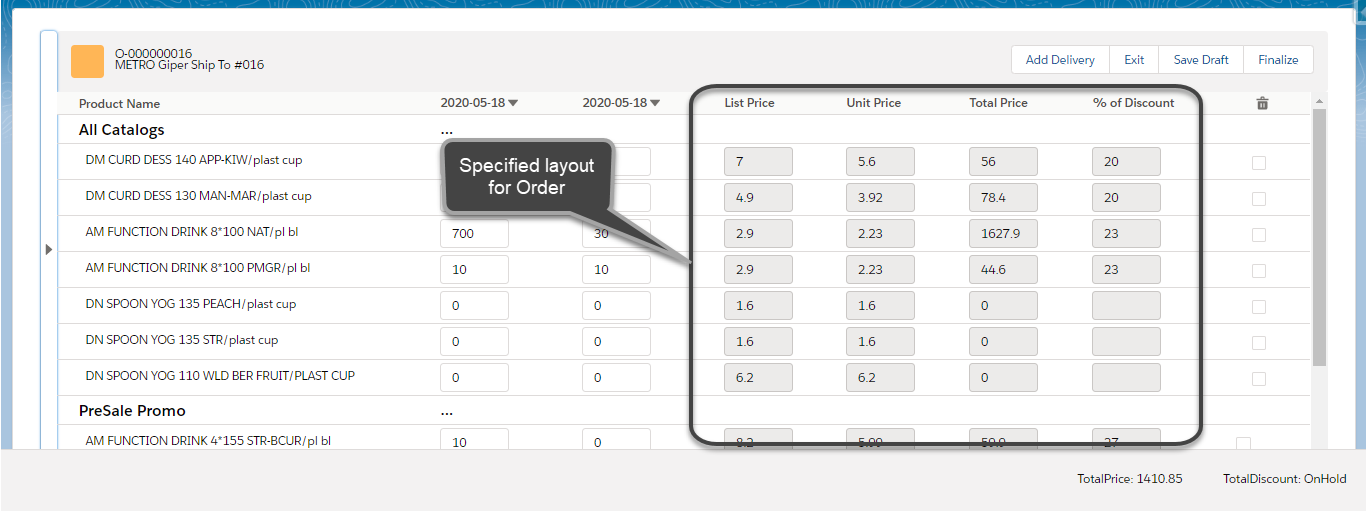 O-000000016
METRO Giper Ship To #016
Add Delivery Exit Save Draft Finalize
Product Name 2020-05-18 2020-05-18 List Price Unit Price Total Price % of Discount
All Catalogs ...
DM CURD DESS 140 APP-KIW/plast cup 7 5.6 56 20
DM CURD DESS 130 MAN-MAR/plast cup 4.9 3.92 78.4 20
Specified layout
for Order
AM FUNCTION DRINK 8*100 NAT/pl bl 700 30 2.9 2.23 1627.9 23
AM FUNCTION DRINK 8*100 PMGR/pl bl 10 10 2.9 2.23 44.6 23
DN SPOON YOG 135 PEACH/plast cup 0 0 1.6 1.6 0
DN SPOON YOG 135 STR/plast cup 0 0 1.6 1.6 0
DN SPOON YOG 110 WLD BER FRUIT/PLAST CUP 0 0 6.2 6.2 0
PreSale Promo ...
AM FUNCTION DRINK 4*155 STR-BCUR/pl bl 10 0 8.2 27
TotalPrice: 1410.85 TotalDiscount: OnHold